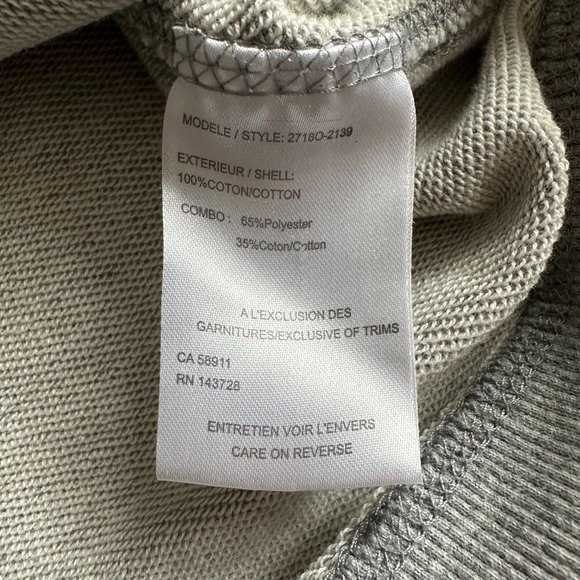 MODELE / STYLE: 2718O-2139
EXTERIEUR / SHELL:
100%COTON/COTTON
COMBO : 65%Polyester
35%Coton/Cotton
A L'EXCLUSION DES
GARNITURES/EXCLUSIVE OF TRIMS
CA 58911
RN 143728
ENTRETIEN VOIR L'ENVERS
CARE ON REVERSE